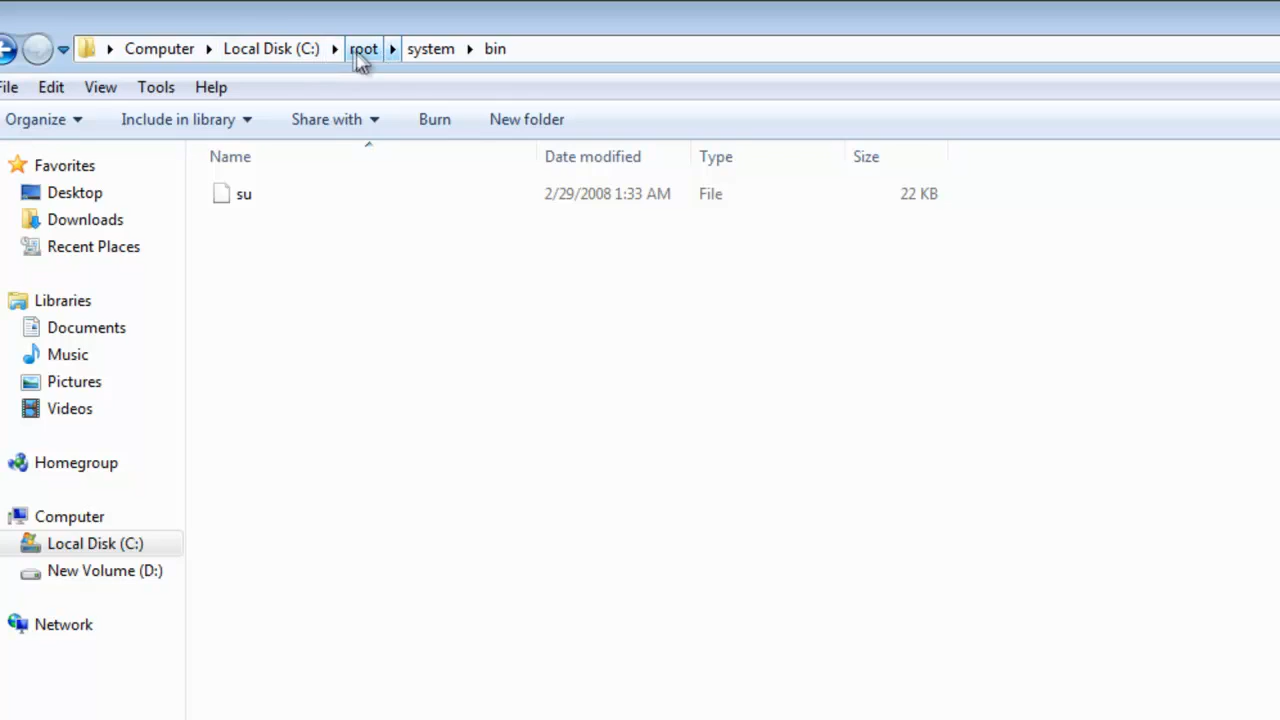 Computer Local Disk (C:) root system bin
File Edit View Tools Help
Organize Include in library Share with Burn New folder
Name Date modified Type Size
su 2/29/2008 1:33 AM File 22 KB
Favorites
Desktop
Downloads
Recent Places
Libraries
Documents
Music
Pictures
Videos
Homegroup
Computer
Local Disk (C:)
New Volume (D:)
Network